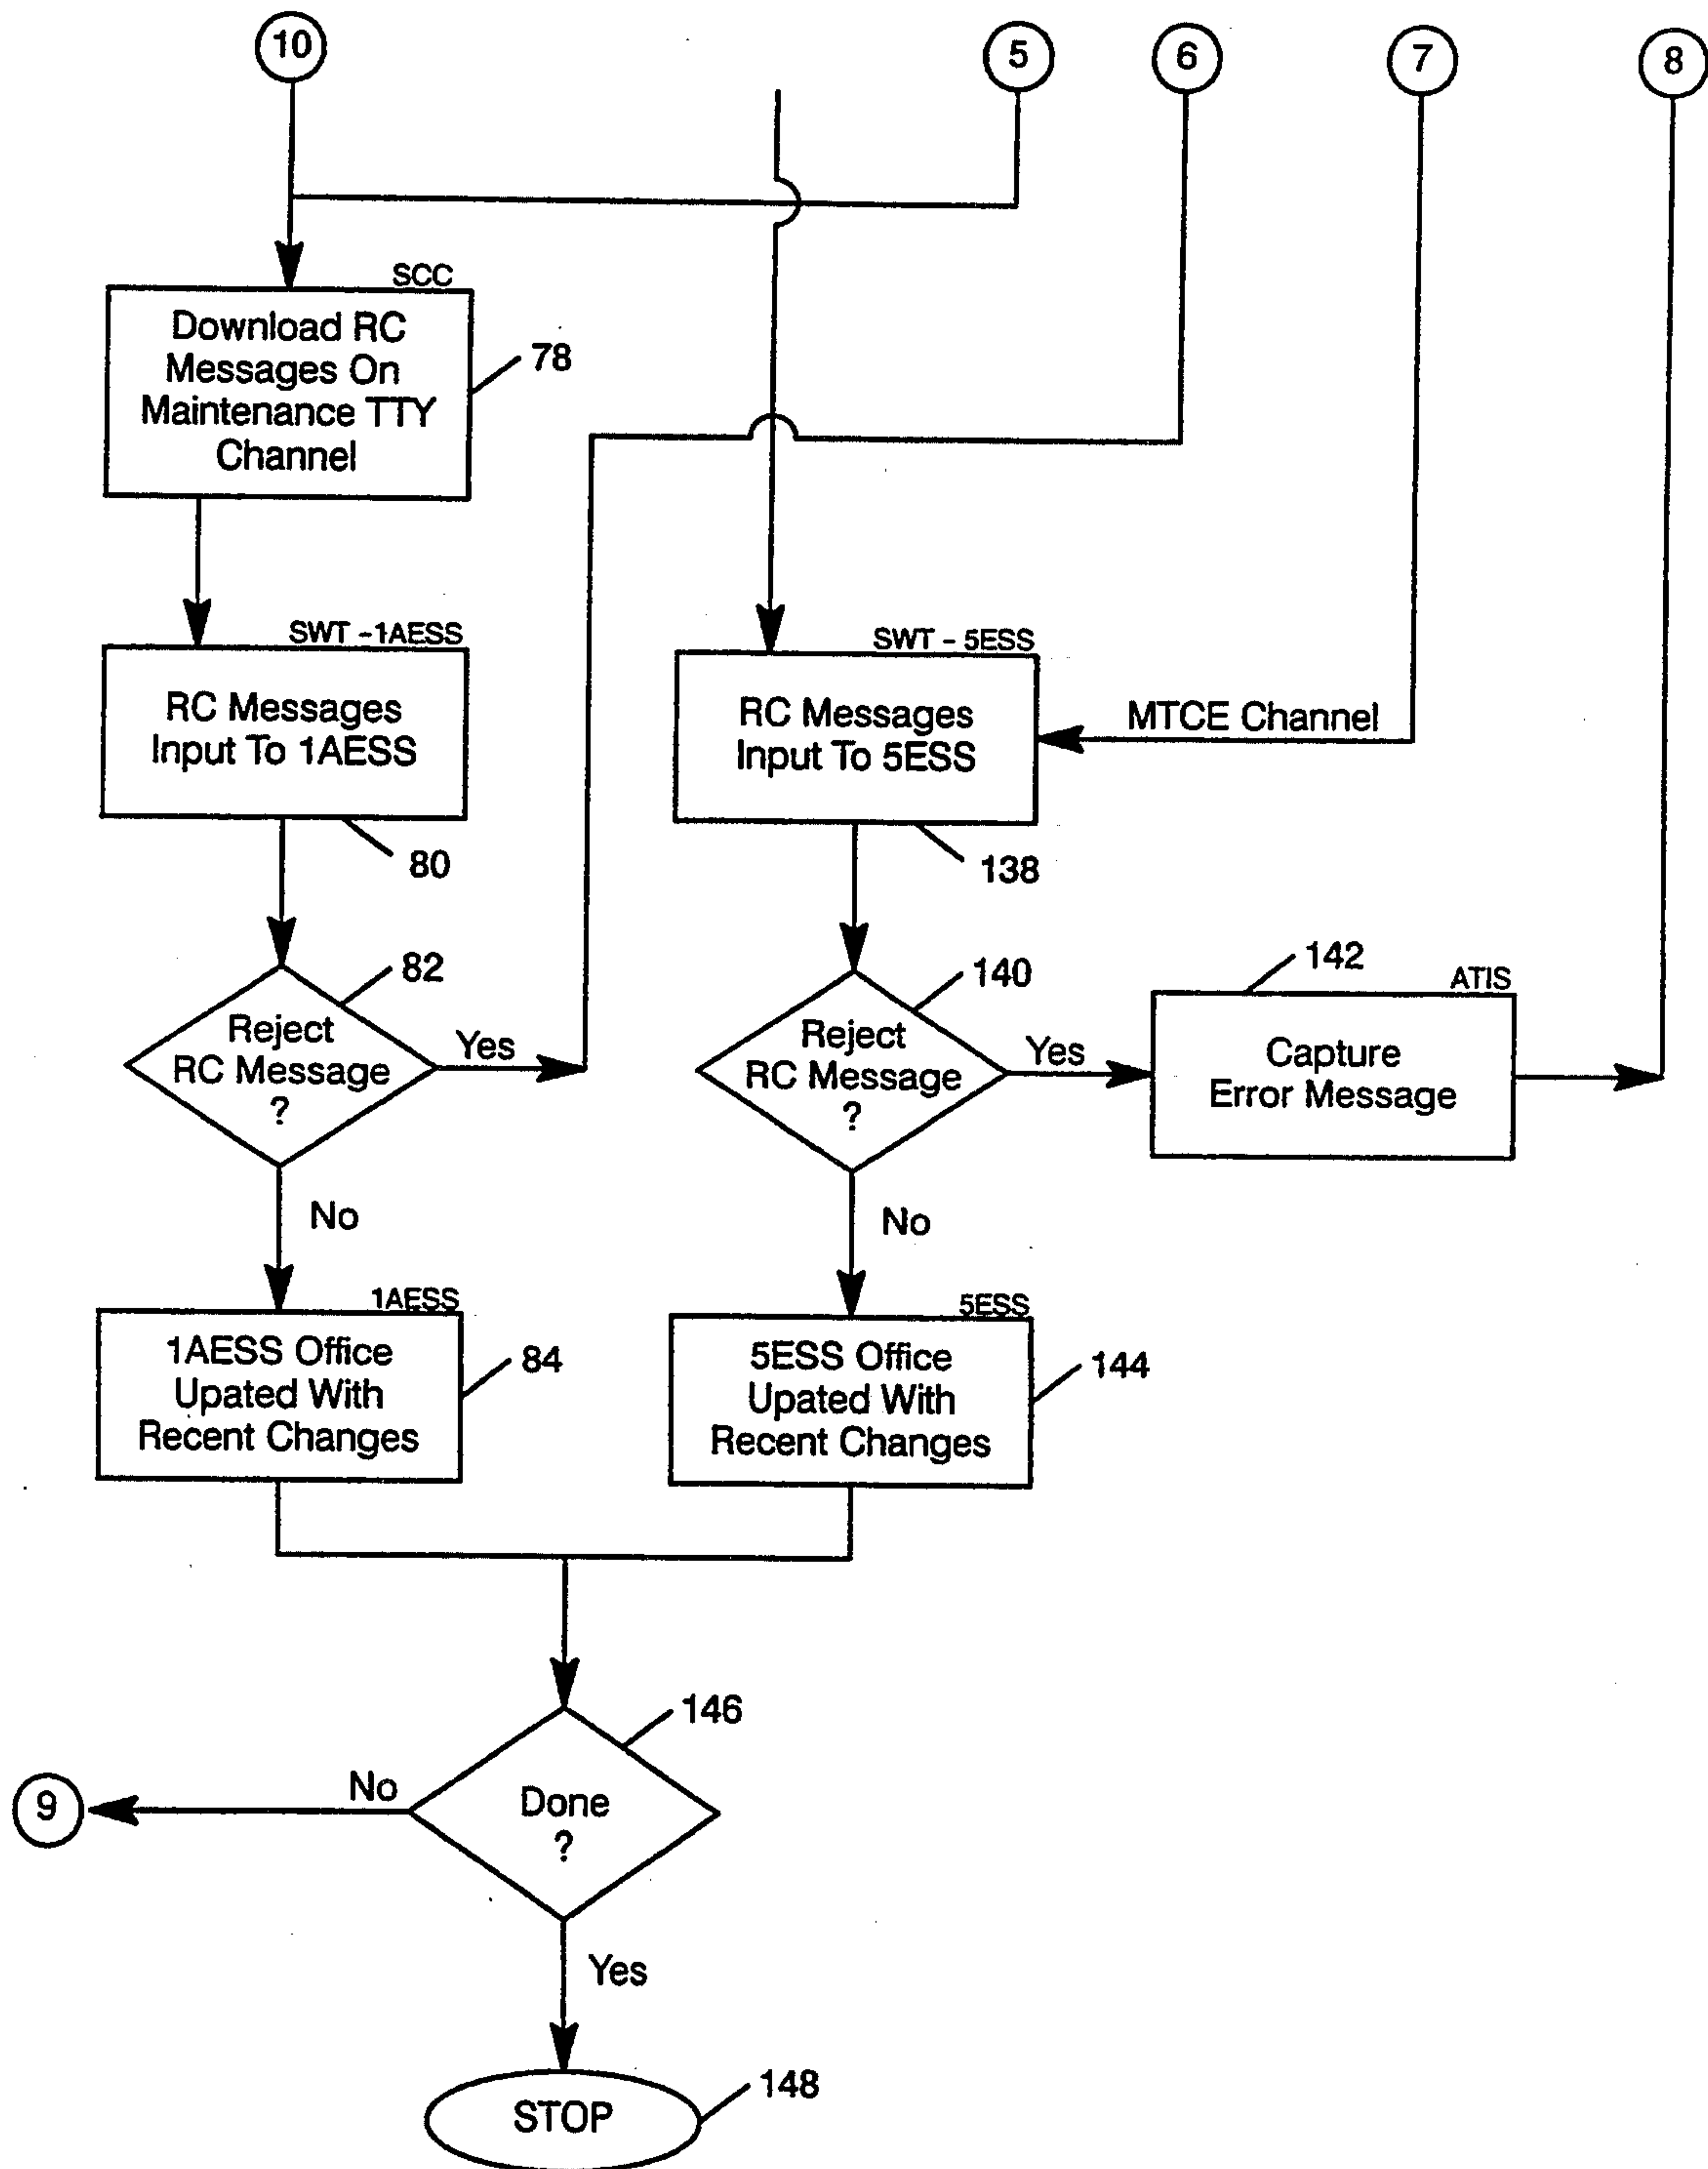 10
5
6
7
8
SCC
Download RC
Messages On
Maintenance TTY
Channel
78
SWT - 1AESS
RC Messages
Input To 1AESS
80
SWT - 5ESS
RC Messages
Input To 5ESS
MTCE Channel
138
82
Reject
RC Message
?
Yes
No
140
Reject
RC Message
?
Yes
No
142
ATIS
Capture
Error Message
1AESS
1AESS Office
Upated With
Recent Changes
84
5ESS
5ESS Office
Upated With
Recent Changes
144
146
Done
?
No
9
Yes
STOP
148